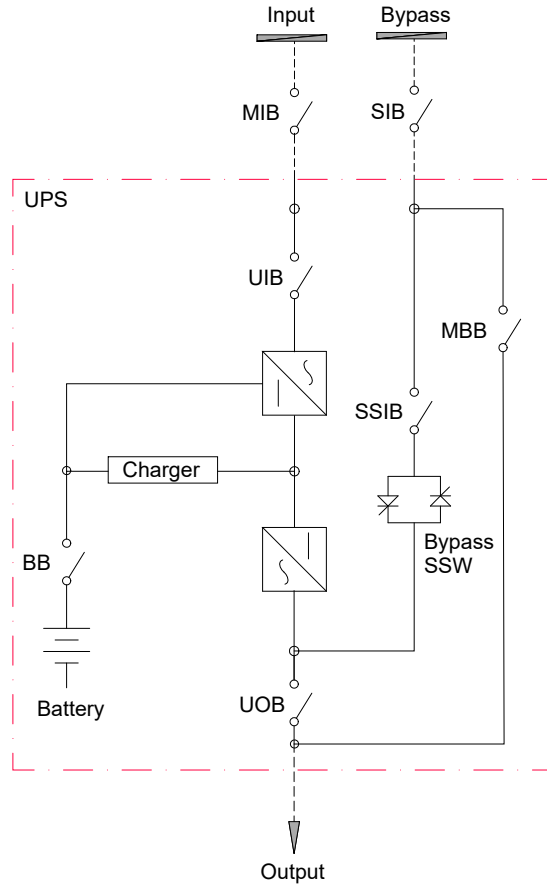 Input
Bypass
MIB
SIB
UPS
UIB
MBB
SSIB
Charger
Bypass
SSW
BB
Battery
UOB
Output